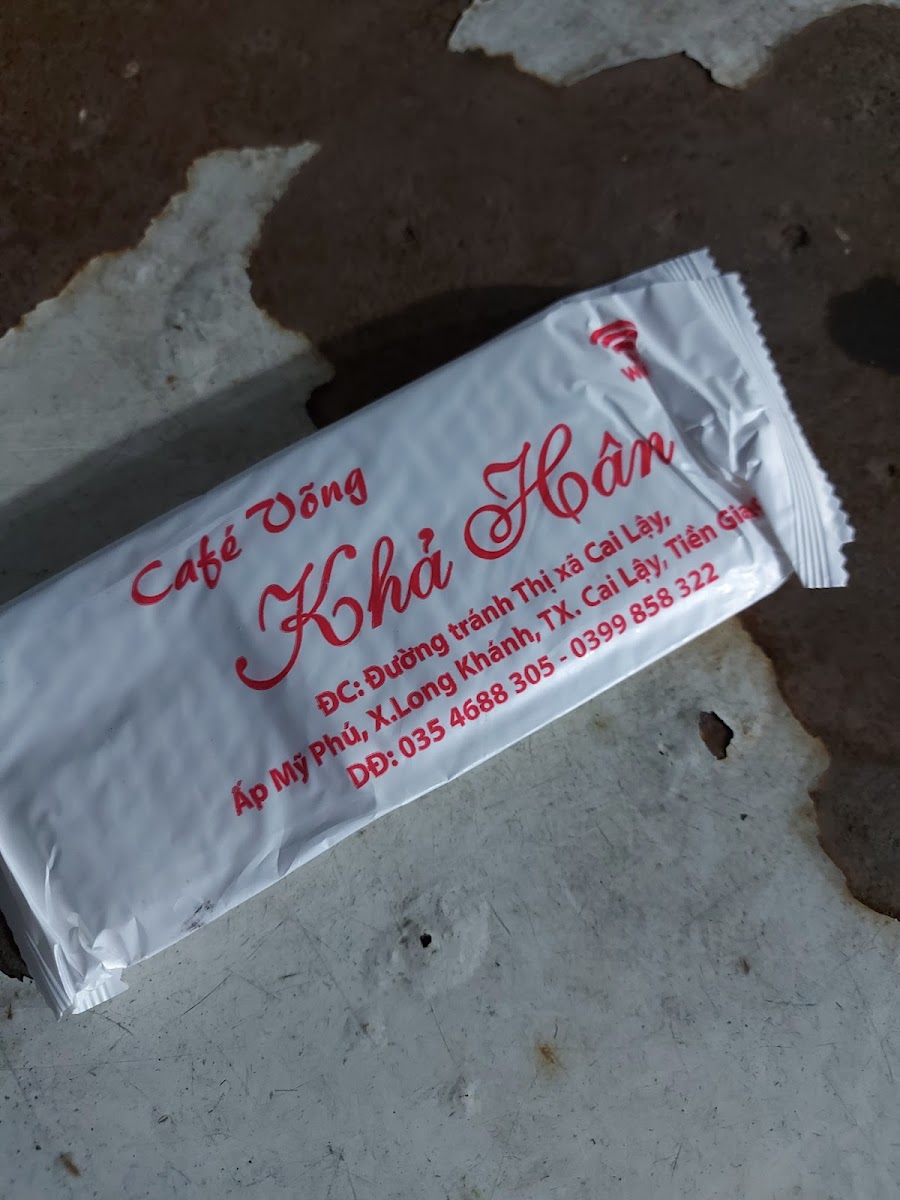 Café Võng
Khả Hân
ĐC: Đường tránh Thị xã Cai Lậy,
Ấp Mỹ Phú, X.Long Khánh, TX. Cai Lậy, Tiền Gia
DĐ: 035 4688 305 - 0399 858 322